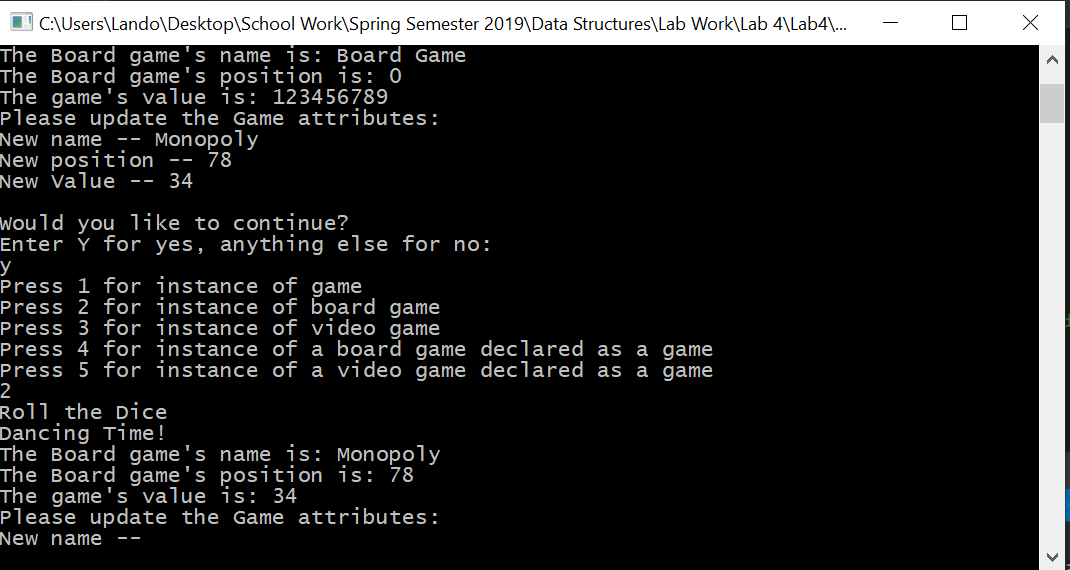 C:\Users\Lando\Desktop\School Work\Spring Semester 2019\Data Structures\Lab Work\Lab 4\Lab4\...
The Board game's name is: Board Game
The Board game's position is: 0
The game's value is: 123456789
Please update the Game attributes:
New name -- Monopoly
New position -- 78
New Value -- 34
Would you like to continue?
Enter Y for yes, anything else for no:
y
Press 1 for instance of game
Press 2 for instance of board game
Press 3 for instance of video game
Press 4 for instance of a board game declared as a game
Press 5 for instance of a video game declared as a game
2
Roll the Dice
Dancing Time!
The Board game's name is: Monopoly
The Board game's position is: 78
The game's value is: 34
Please update the Game attributes:
New name --